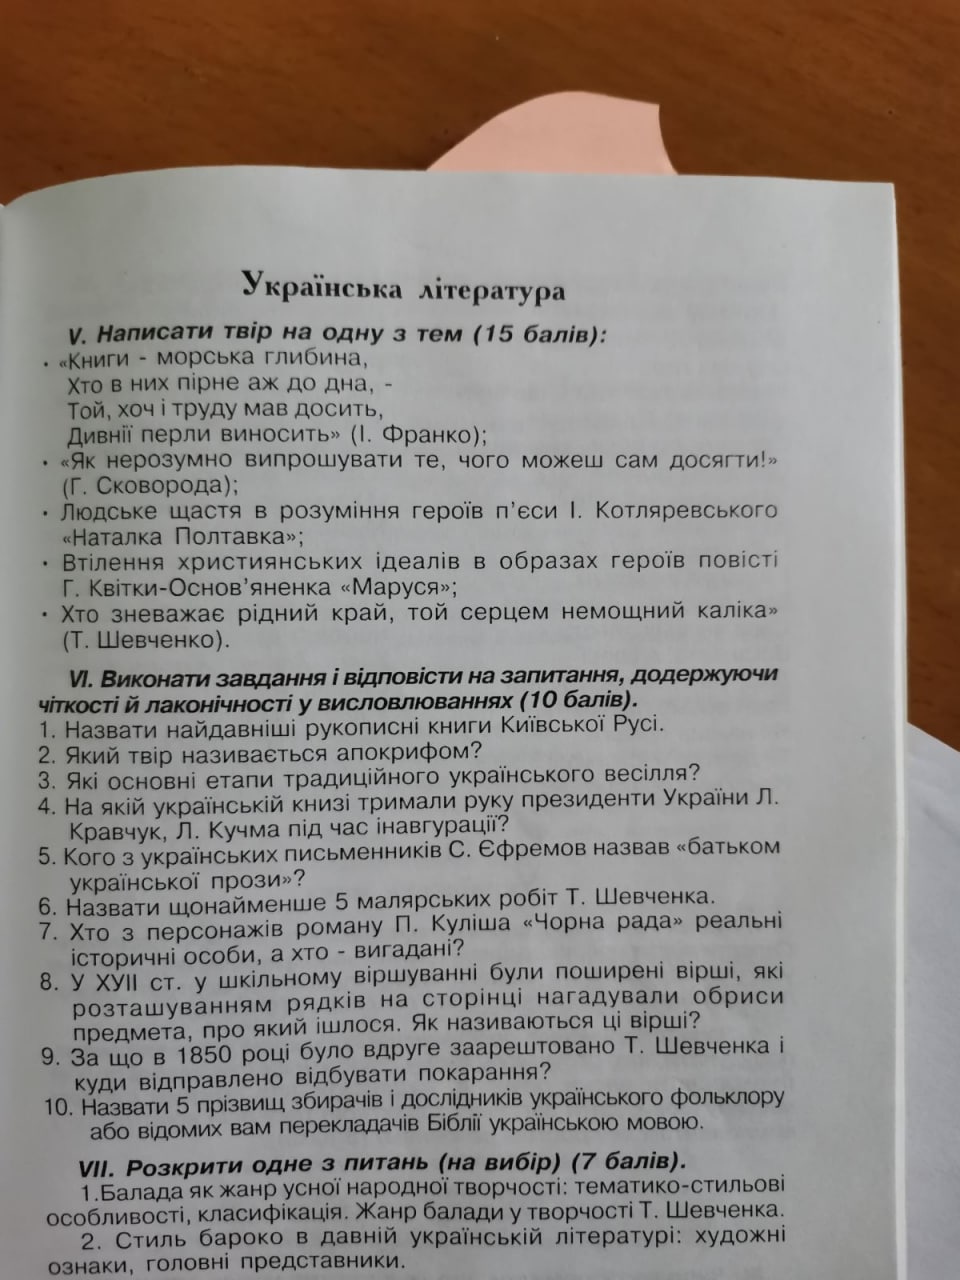 Українська література
V. Написати твір на одну з тем (15 балів):
• «Книги - морська глибина,
Хто в них пірне аж до дна, -
Той, хоч і труду мав досить,
Дивнії перли виносить» (І. Франко);
• «Як нерозумно випрошувати те, чого можеш сам досягти!»
(Г. Сковорода);
• Людське щастя в розуміння героїв п’єси І. Котляревського
«Наталка Полтавка»;
• Втілення християнських ідеалів в образах героїв повісті
Г. Квітки-Основ’яненка «Маруся»;
• Хто зневажає рідний край, той серцем немощний каліка»
(Т. Шевченко).
VI. Виконати завдання і відповісти на запитання, додержуючи
чіткості й лаконічності у висловлюваннях (10 балів).
1. Назвати найдавніші рукописні книги Київської Русі.
2. Який твір називається апокрифом?
3. Які основні етапи традиційного українського весілля?
4. На якій українській книзі тримали руку президенти України Л.
Кравчук, Л. Кучма під час інавгурації?
5. Кого з українських письменників С. Єфремов назвав «батьком
української прози»?
6. Назвати щонайменше 5 малярських робіт Т. Шевченка.
7. Хто з персонажів роману П. Куліша «Чорна рада» реальні
історичні особи, а хто - вигадані?
8. У ХУІІ ст. у шкільному віршуванні були поширені вірші, які
розташуванням рядків на сторінці нагадували обриси
предмета, про який ішлося. Як називаються ці вірші?
9. За що в 1850 році було вдруге заарештовано Т. Шевченка і
куди відправлено відбувати покарання?
10. Назвати 5 прізвищ збирачів і дослідників українського фольклору
або відомих вам перекладачів Біблії українською мовою.
VII. Розкрити одне з питань (на вибір) (7 балів).
1.Балада як жанр усної народної творчості: тематико-стильові
особливості, класифікація. Жанр балади у творчості Т. Шевченка.
2. Стиль бароко в давній українській літературі: художні
ознаки, головні представники.